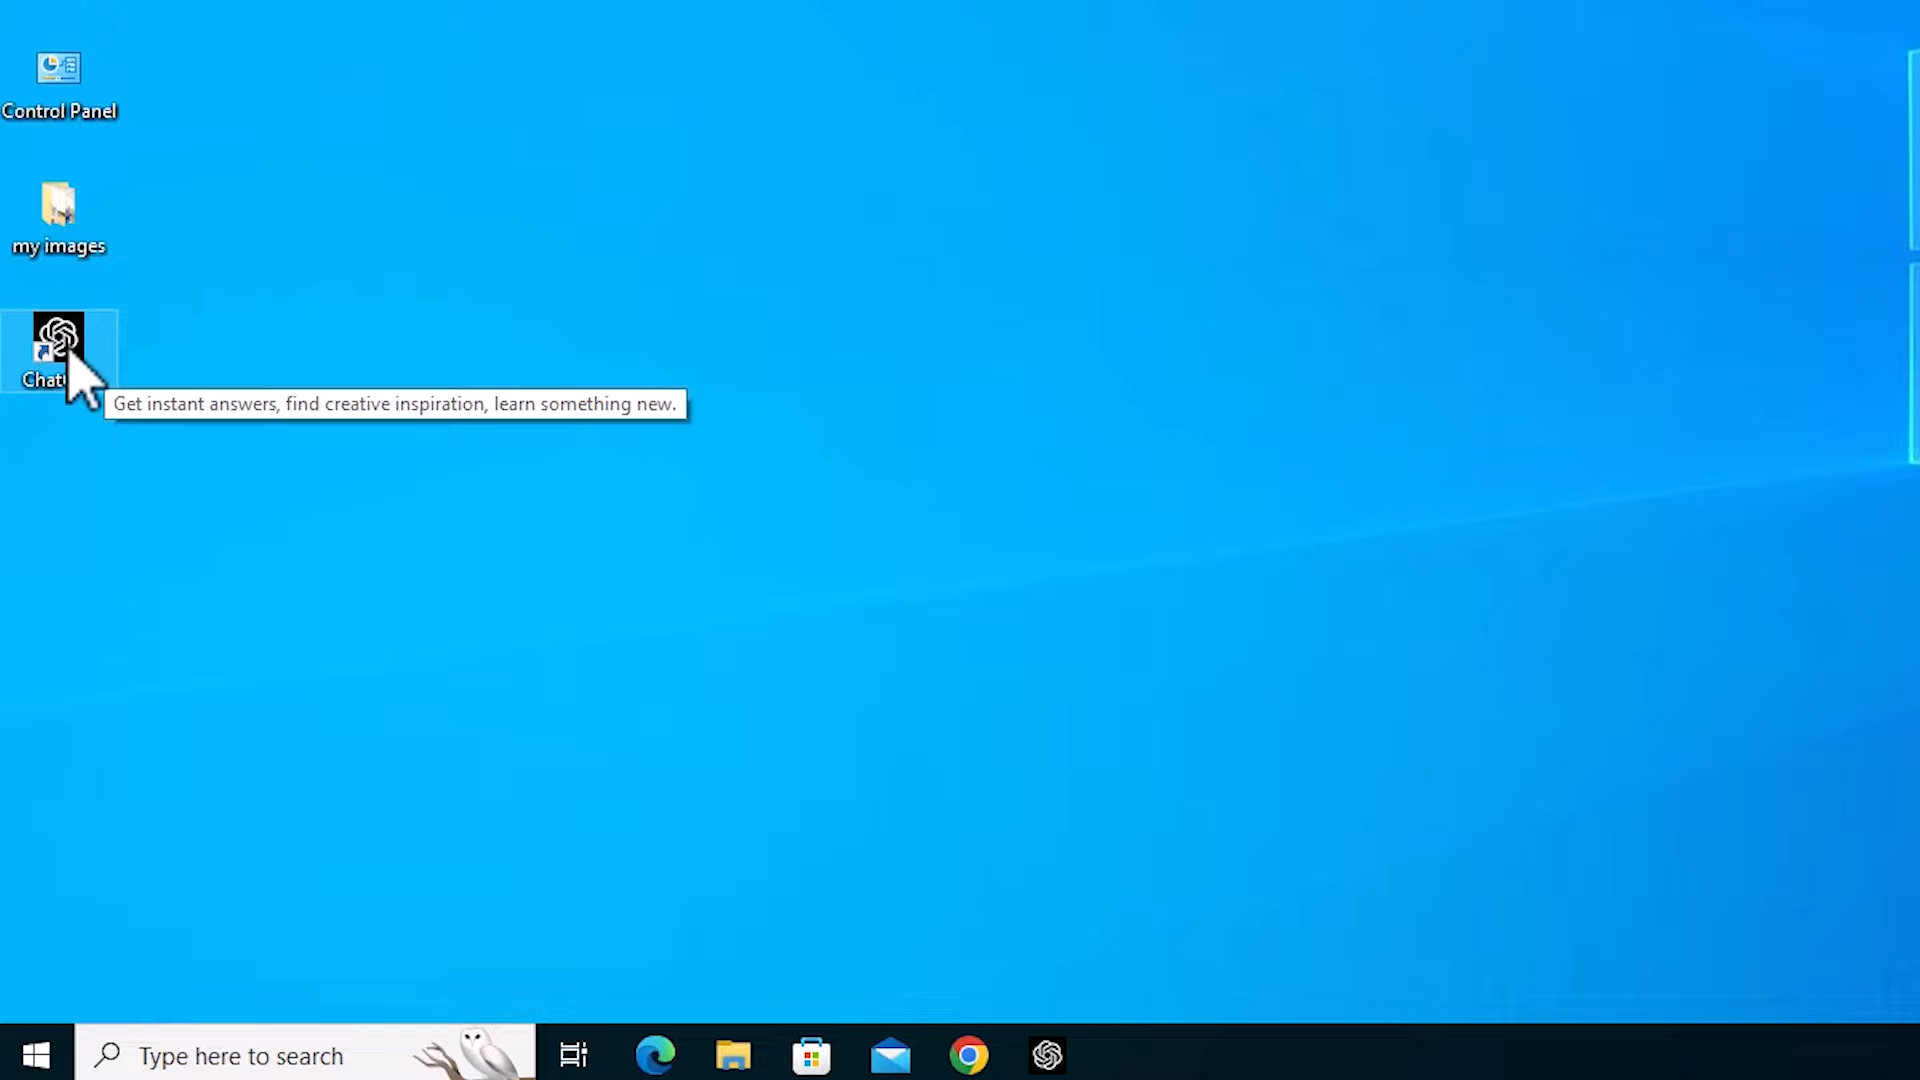 Control Panel
my images
Chat
Get instant answers, find creative inspiration, learn something new.
Type here to search